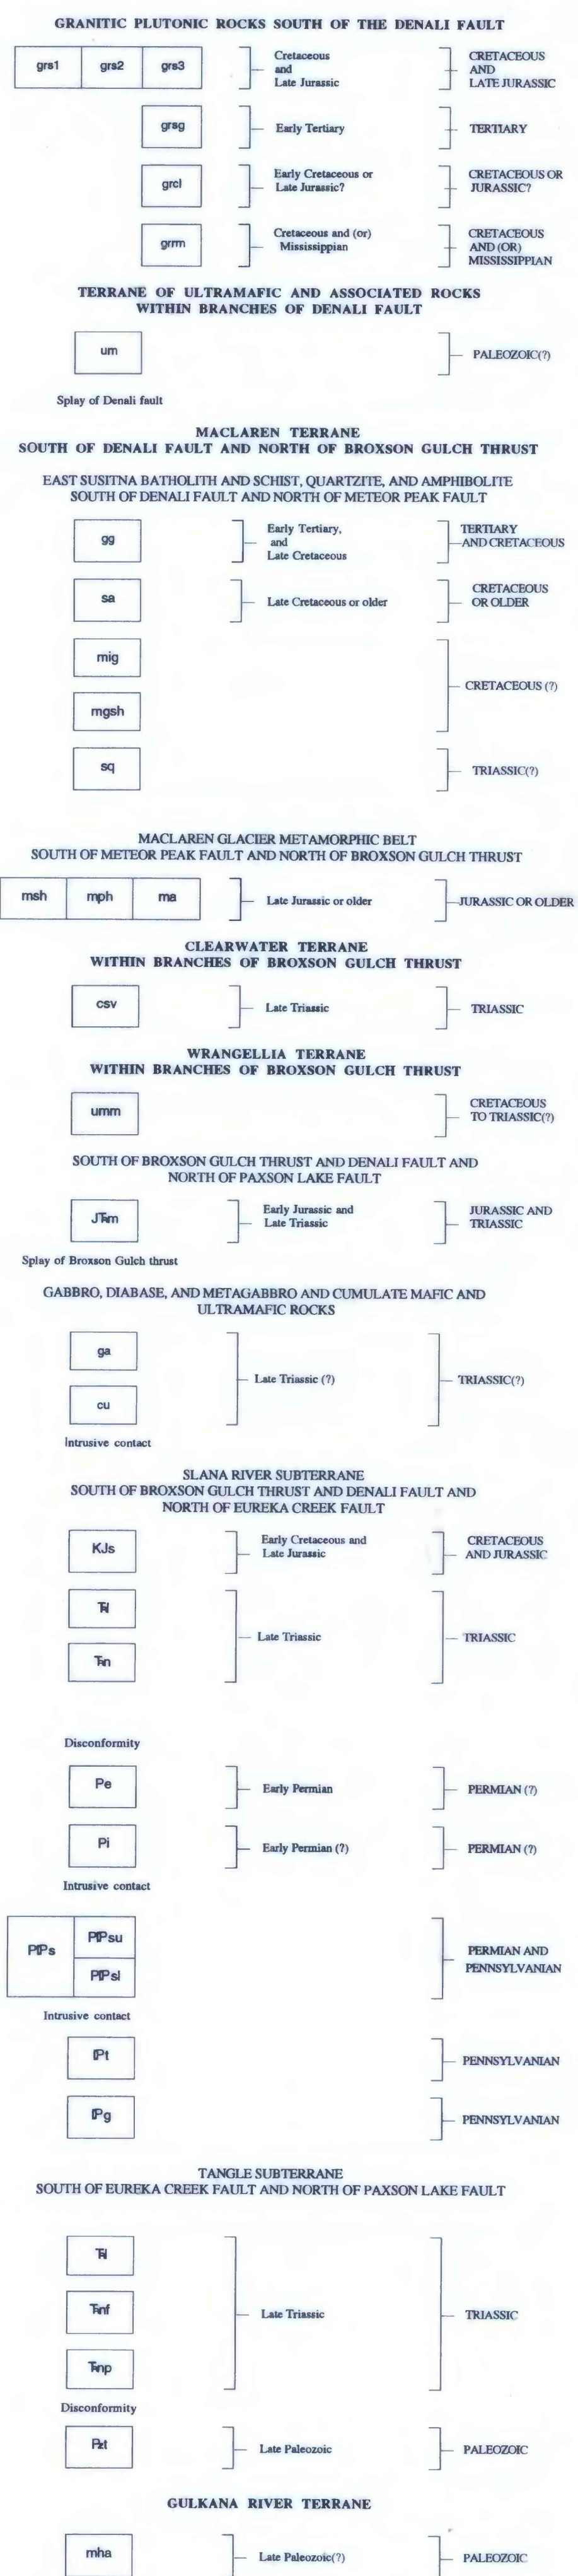 GRANITIC PLUTONIC ROCKS SOUTH OF THE DENALI FAULT
grs1 grs2 grs3
Cretaceous
and
Late Jurassic
CRETACEOUS
AND
LATE JURASSIC
grsg
Early Tertiary
TERTIARY
grcl
Early Cretaceous or
Late Jurassic?
CRETACEOUS OR
JURASSIC?
grrm
Cretaceous and (or)
Mississippian
CRETACEOUS
AND (OR)
MISSISSIPPIAN
TERRANE OF ULTRAMAFIC AND ASSOCIATED ROCKS
WITHIN BRANCHES OF DENALI FAULT
um
PALEOZOIC(?)
Splay of Denali fault
MACLAREN TERRANE
SOUTH OF DENALI FAULT AND NORTH OF BROXSON GULCH THRUST
EAST SUSITNA BATHOLITH AND SCHIST, QUARTZITE, AND AMPHIBOLITE
SOUTH OF DENALI FAULT AND NORTH OF METEOR PEAK FAULT
gg
Early Tertiary,
and
Late Cretaceous
TERTIARY
AND CRETACEOUS
sa
Late Cretaceous or older
CRETACEOUS
OR OLDER
mig
mgsh
CRETACEOUS (?)
sq
TRIASSIC(?)
MACLAREN GLACIER METAMORPHIC BELT
SOUTH OF METEOR PEAK FAULT AND NORTH OF BROXSON GULCH THRUST
msh mph ma
Late Jurassic or older
JURASSIC OR OLDER
CLEARWATER TERRANE
WITHIN BRANCHES OF BROXSON GULCH THRUST
csv
Late Triassic
TRIASSIC
WRANGELLIA TERRANE
WITHIN BRANCHES OF BROXSON GULCH THRUST
umm
CRETACEOUS
TO TRIASSIC(?)
SOUTH OF BROXSON GULCH THRUST AND DENALI FAULT AND
NORTH OF PAXSON LAKE FAULT
JTrm
Early Jurassic and
Late Triassic
JURASSIC AND
TRIASSIC
Splay of Broxson Gulch thrust
GABBRO, DIABASE, AND METAGABBRO AND CUMULATE MAFIC AND
ULTRAMAFIC ROCKS
ga
cu
Late Triassic (?)
TRIASSIC(?)
Intrusive contact
SLANA RIVER SUBTERRANE
SOUTH OF BROXSON GULCH THRUST AND DENALI FAULT AND
NORTH OF EUREKA CREEK FAULT
KJs
Early Cretaceous and
Late Jurassic
CRETACEOUS
AND JURASSIC
Trl
Trn
Late Triassic
TRIASSIC
Disconformity
Pe
Early Permian
PERMIAN (?)
Pi
Early Permian (?)
PERMIAN (?)
Intrusive contact
PIPs
PIPsu
PIPsl
PERMIAN AND
PENNSYLVANIAN
Intrusive contact
IPt
PENNSYLVANIAN
IPg
PENNSYLVANIAN
TANGLE SUBTERRANE
SOUTH OF EUREKA CREEK FAULT AND NORTH OF PAXSON LAKE FAULT
Trl
Trnf
Trnp
Late Triassic
TRIASSIC
Disconformity
Pzt
Late Paleozoic
PALEOZOIC
GULKANA RIVER TERRANE
mha
Late Paleozoic(?)
PALEOZOIC